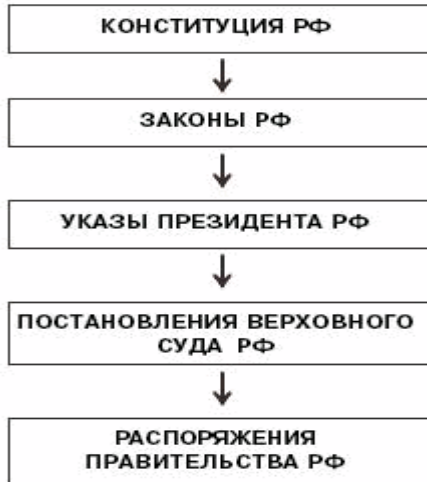 КОНСТИТУЦИЯ РФ
ЗАКОНЫ РФ
УКАЗЫ ПРЕЗИДЕНТА РФ
ПОСТАНОВЛЕНИЯ ВЕРХОВНОГО
СУДА РФ
РАСПОРЯЖЕНИЯ
ПРАВИТЕЛЬСТВА РФ